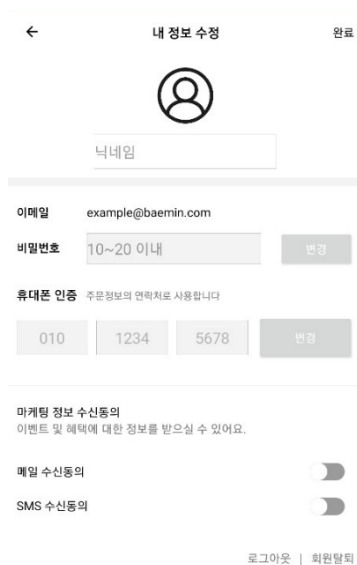 내 정보 수정 완료
닉네임
이메일 example@baemin.com
비밀번호 10~20 이내 변경
휴대폰 인증 주문정보의 연락처로 사용합니다
010 1234 5678 변경
마케팅 정보 수신동의
이벤트 및 혜택에 대한 정보를 받으실 수 있어요.
메일 수신동의
SMS 수신동의
로그아웃 | 회원탈퇴